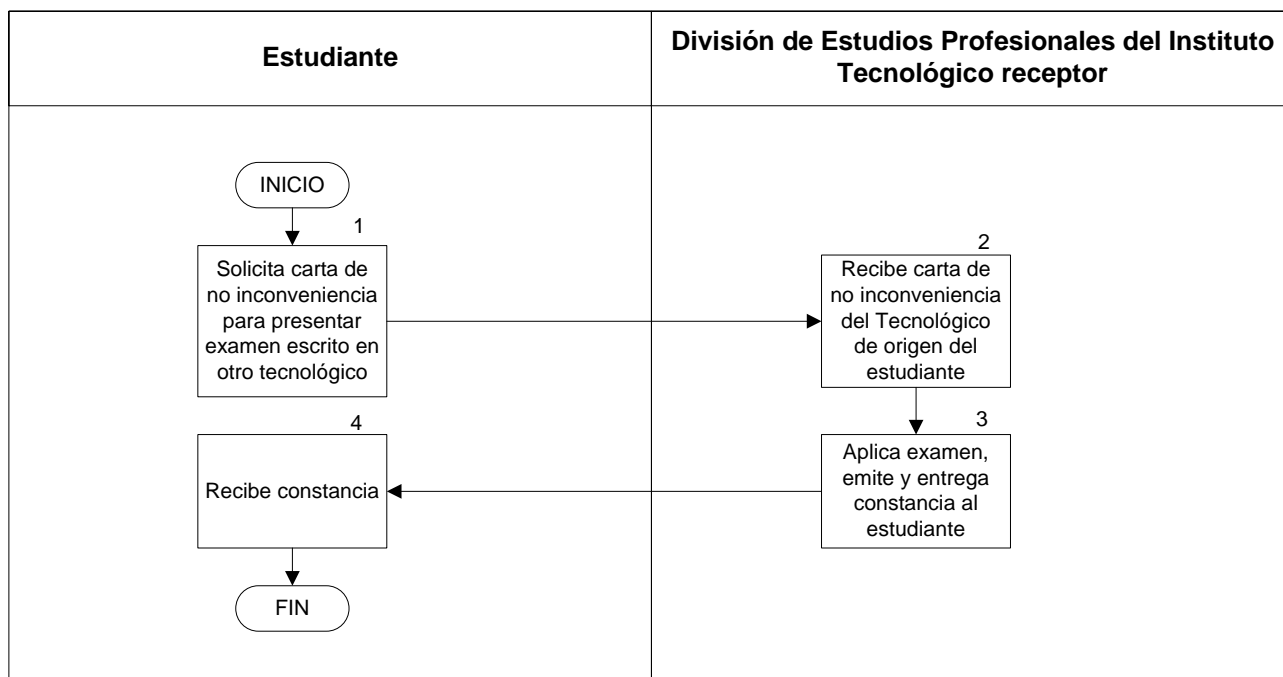 Estudiante
División de Estudios Profesionales del Instituto
Tecnológico receptor
INICIO
1
Solicita carta de
no inconveniencia
para presentar
examen escrito en
otro tecnológico
2
Recibe carta de
no inconveniencia
del Tecnológico
de origen del
estudiante
3
Aplica examen,
emite y entrega
constancia al
estudiante
4
Recibe constancia
FIN